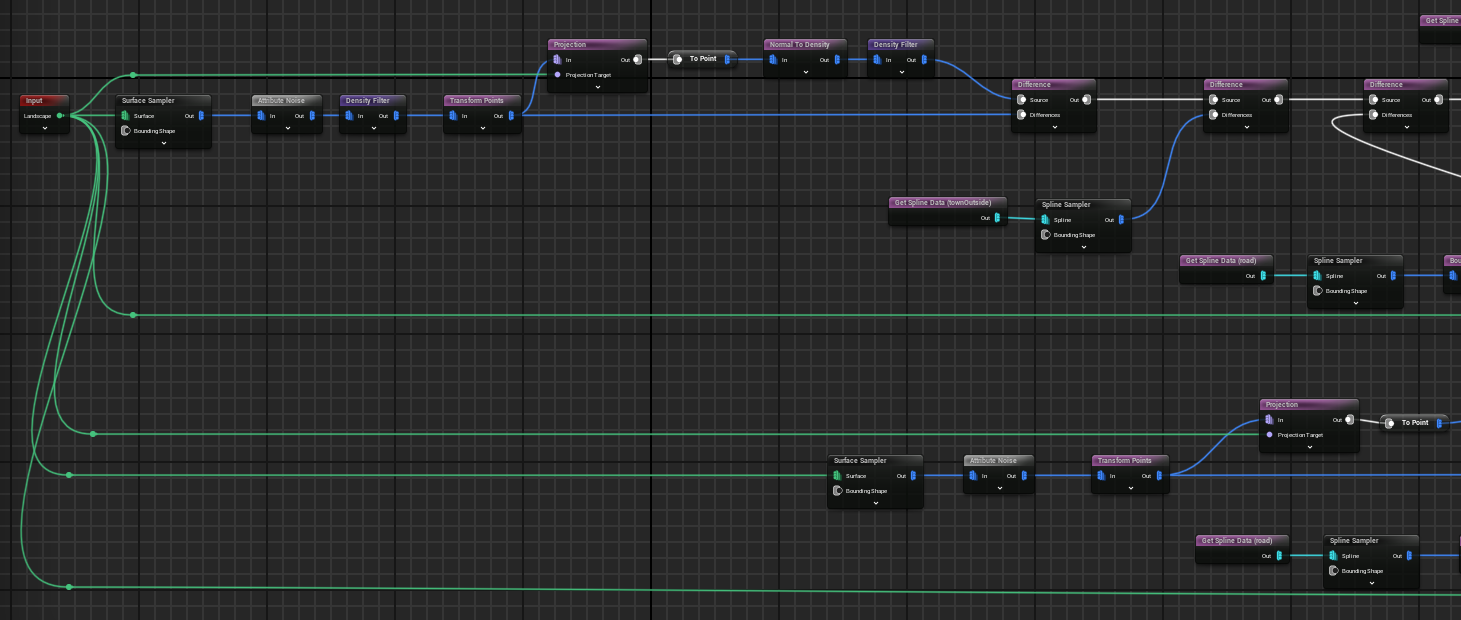 Get Spline
Projection
In Out
Projection Target
To Point
Normal To Density
In Out
Density Filter
In Out
Input
Landscape
Surface Sampler
Surface Out
Bounding Shape
Attribute Noise
In Out
Density Filter
In Out
Transform Points
In Out
Difference
Source Out
Differences
Difference
Source Out
Differences
Difference
Source Out
Differences
Get Spline Data (townOutside)
Out
Spline Sampler
Spline Out
Bounding Shape
Get Spline Data (road)
Out
Spline Sampler
Spline Out
Bounding Shape
Bou
Projection
In Out
Projection Target
To Point
Surface Sampler
Surface Out
Bounding Shape
Attribute Noise
In Out
Transform Points
In Out
Get Spline Data (road)
Out
Spline Sampler
Spline Out
Bounding Shape